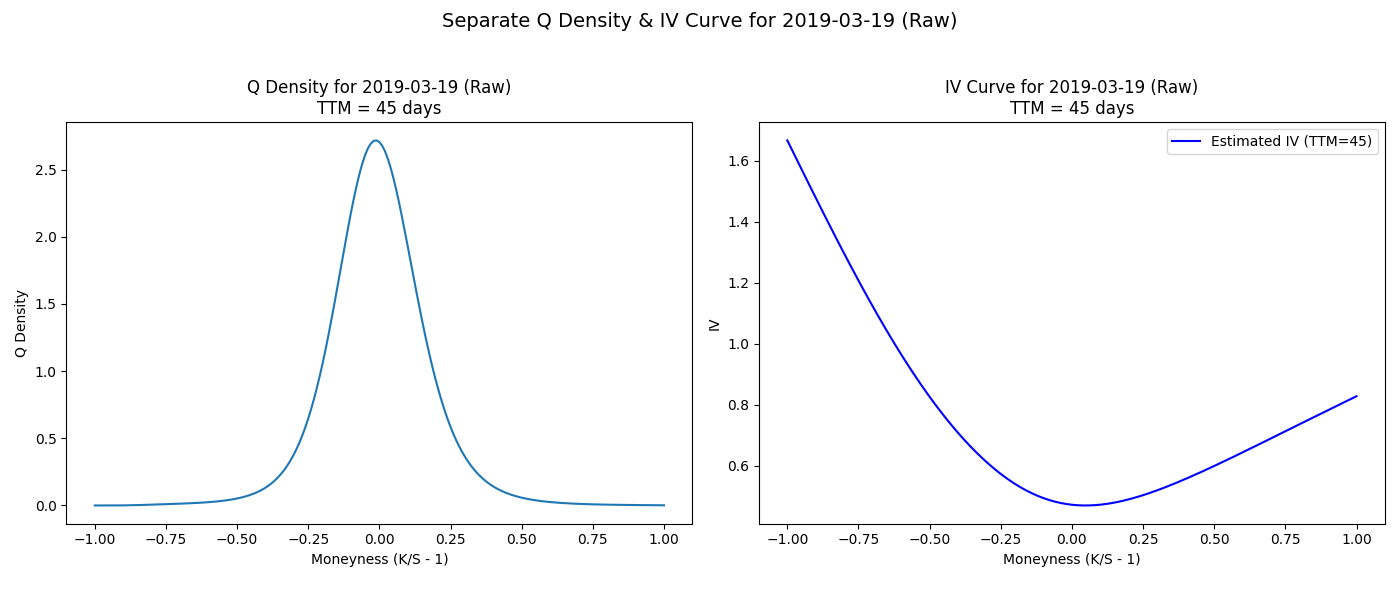 Separate Q Density & IV Curve for 2019-03-19 (Raw)
Q Density for 2019-03-19 (Raw)
TTM = 45 days
Q Density
2.5
2.0
1.5
1.0
0.5
0.0
−1.00 −0.75 −0.50 −0.25 0.00 0.25 0.50 0.75 1.00
Moneyness (K/S - 1)
IV Curve for 2019-03-19 (Raw)
TTM = 45 days
Estimated IV (TTM=45)
IV
1.6
1.4
1.2
1.0
0.8
0.6
−1.00 −0.75 −0.50 −0.25 0.00 0.25 0.50 0.75 1.00
Moneyness (K/S - 1)